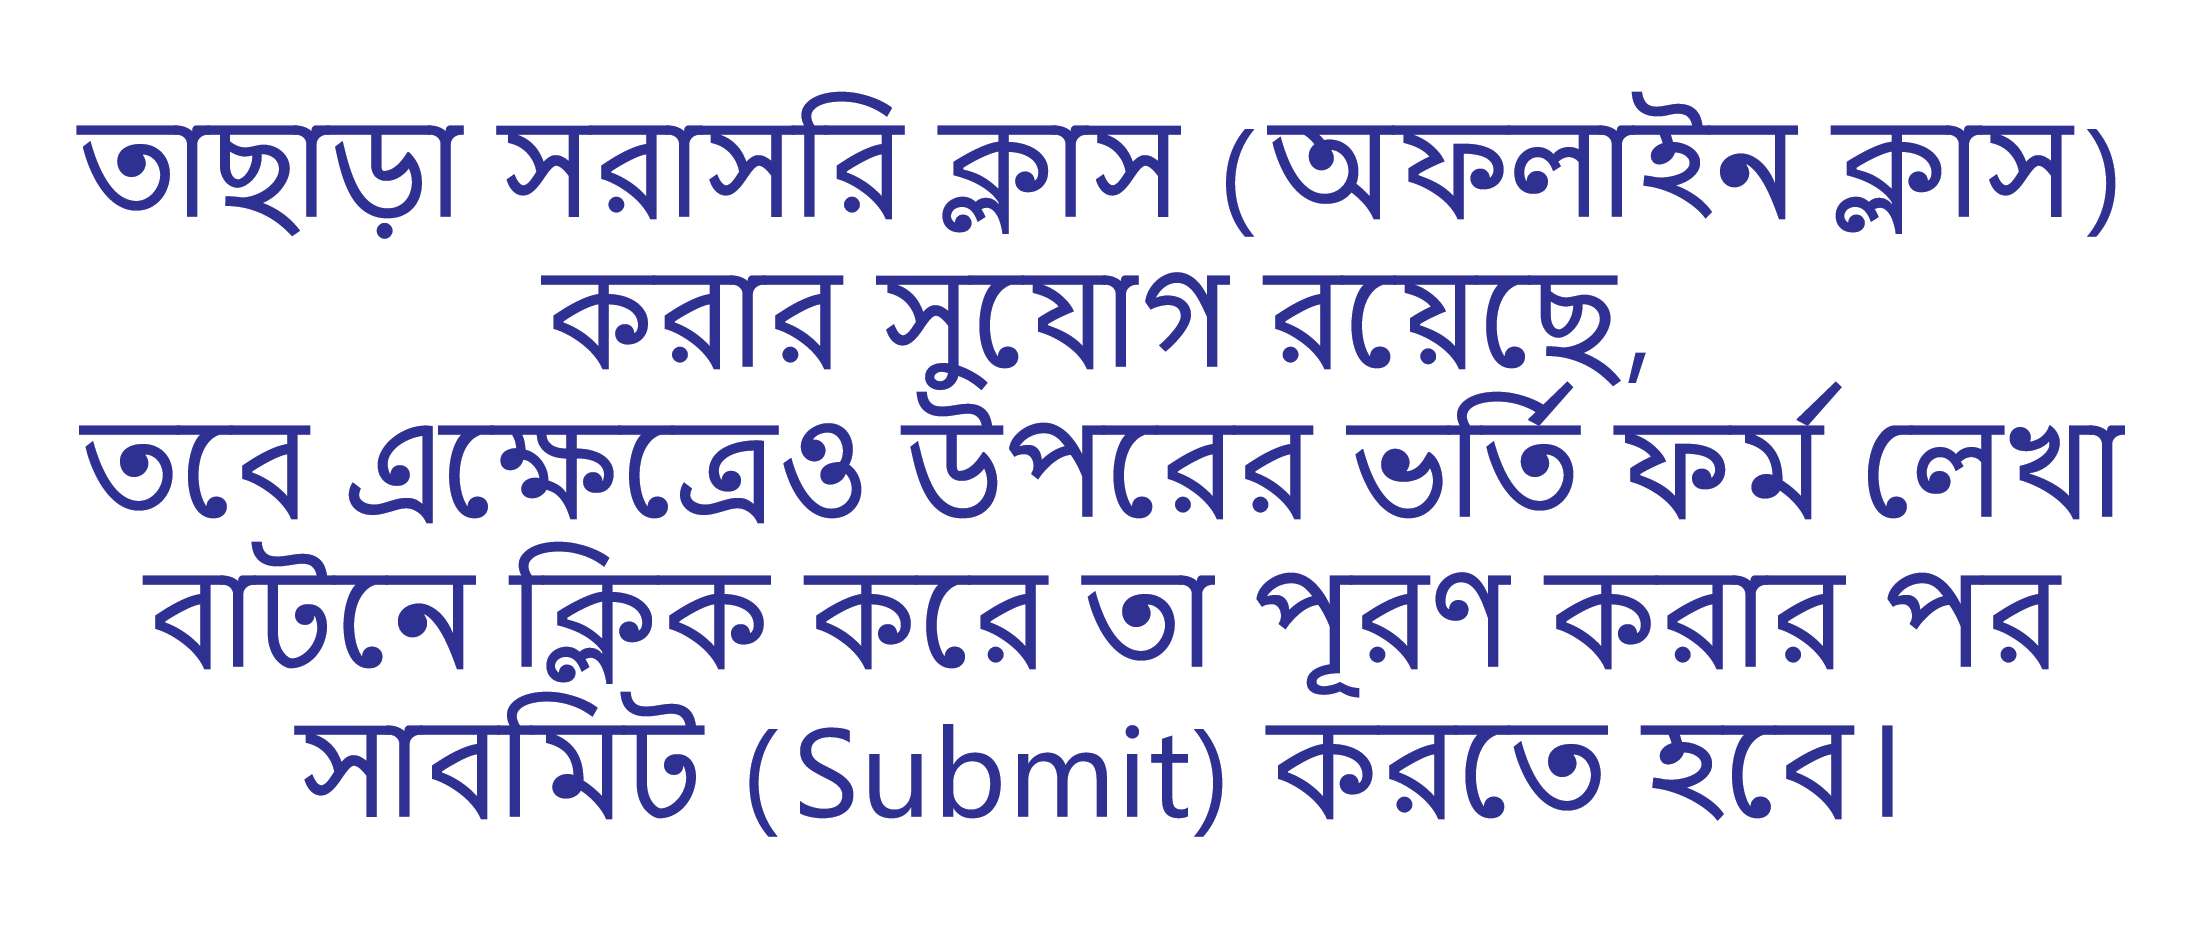 তাছাড়া সরাসরি ক্লাস (অফলাইন ক্লাস)
করার সুযোগ রয়েছে,
তবে এক্ষেত্রেও উপরের ভর্তি ফর্ম লেখা
বাটনে ক্লিক করে তা পূরণ করার পর
সাবমিট (Submit) করতে হবে।